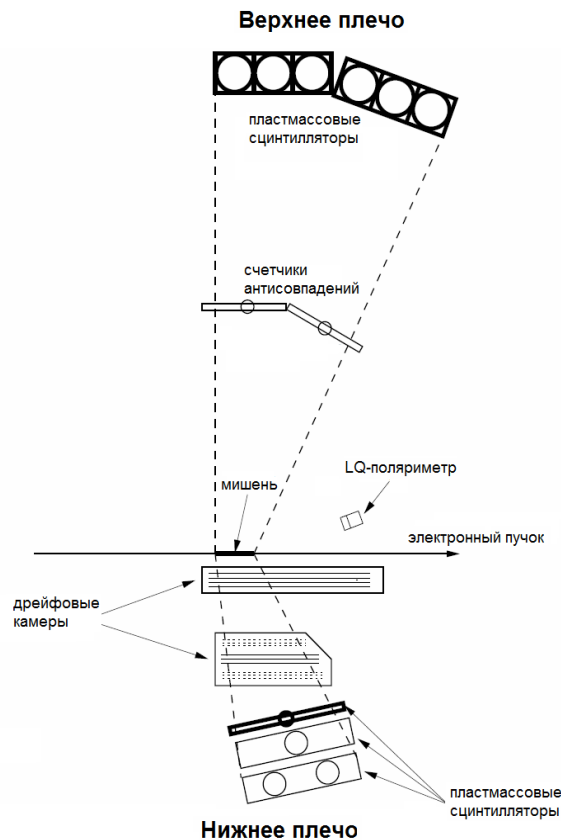 Верхнее плечо
пластмассовые
сцинтилляторы
счетчики
антисовпадений
LQ-поляриметр
мишень
электронный пучок
дрейфовые
камеры
пластмассовые
сцинтилляторы
Нижнее плечо